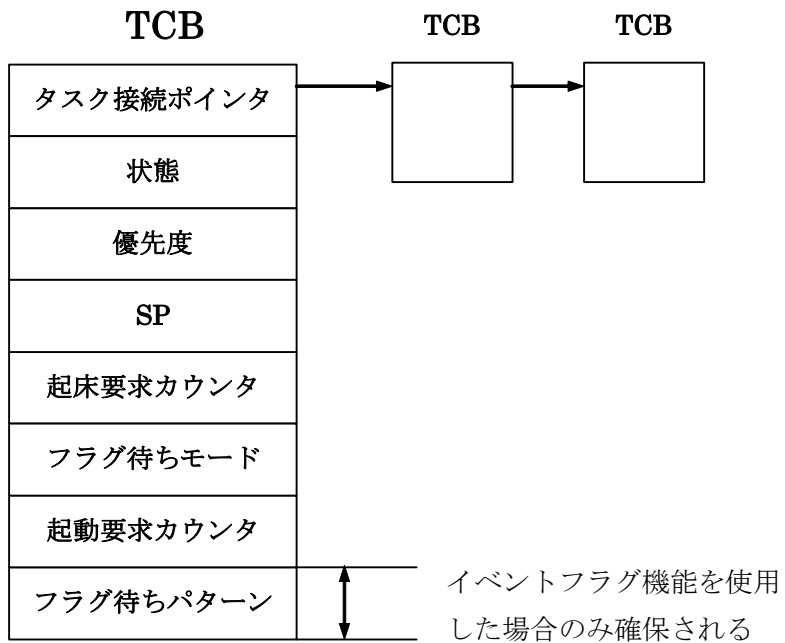 TCB
TCB
TCB
タスク接続ポインタ
状態
優先度
SP
起床要求カウンタ
フラグ待ちモード
起動要求カウンタ
フラグ待ちパターン
イベントフラグ機能を使用
した場合のみ確保される